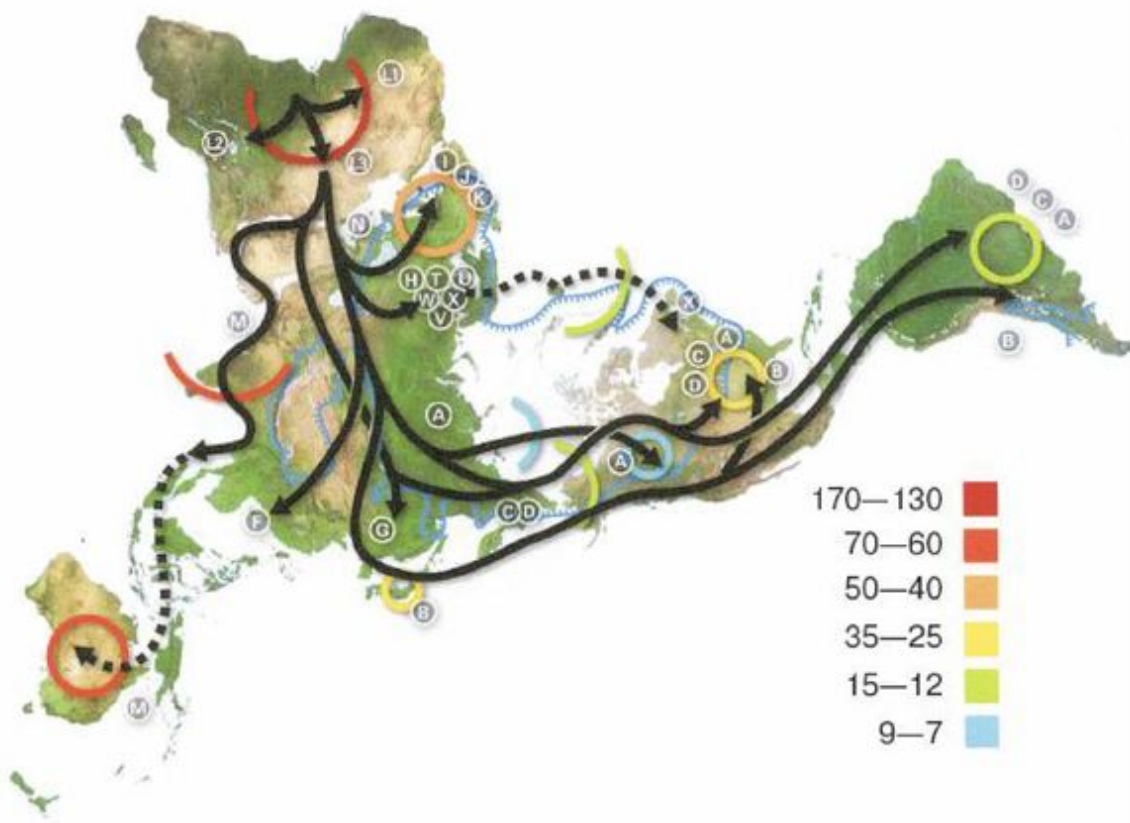 L1
L2
L3
I
J
K
N
H T U
W X
V
M
X
A
C
B
D
A
A
F
G
C D
B
M
D
C
A
B
170—130
70—60
50—40
35—25
15—12
9—7